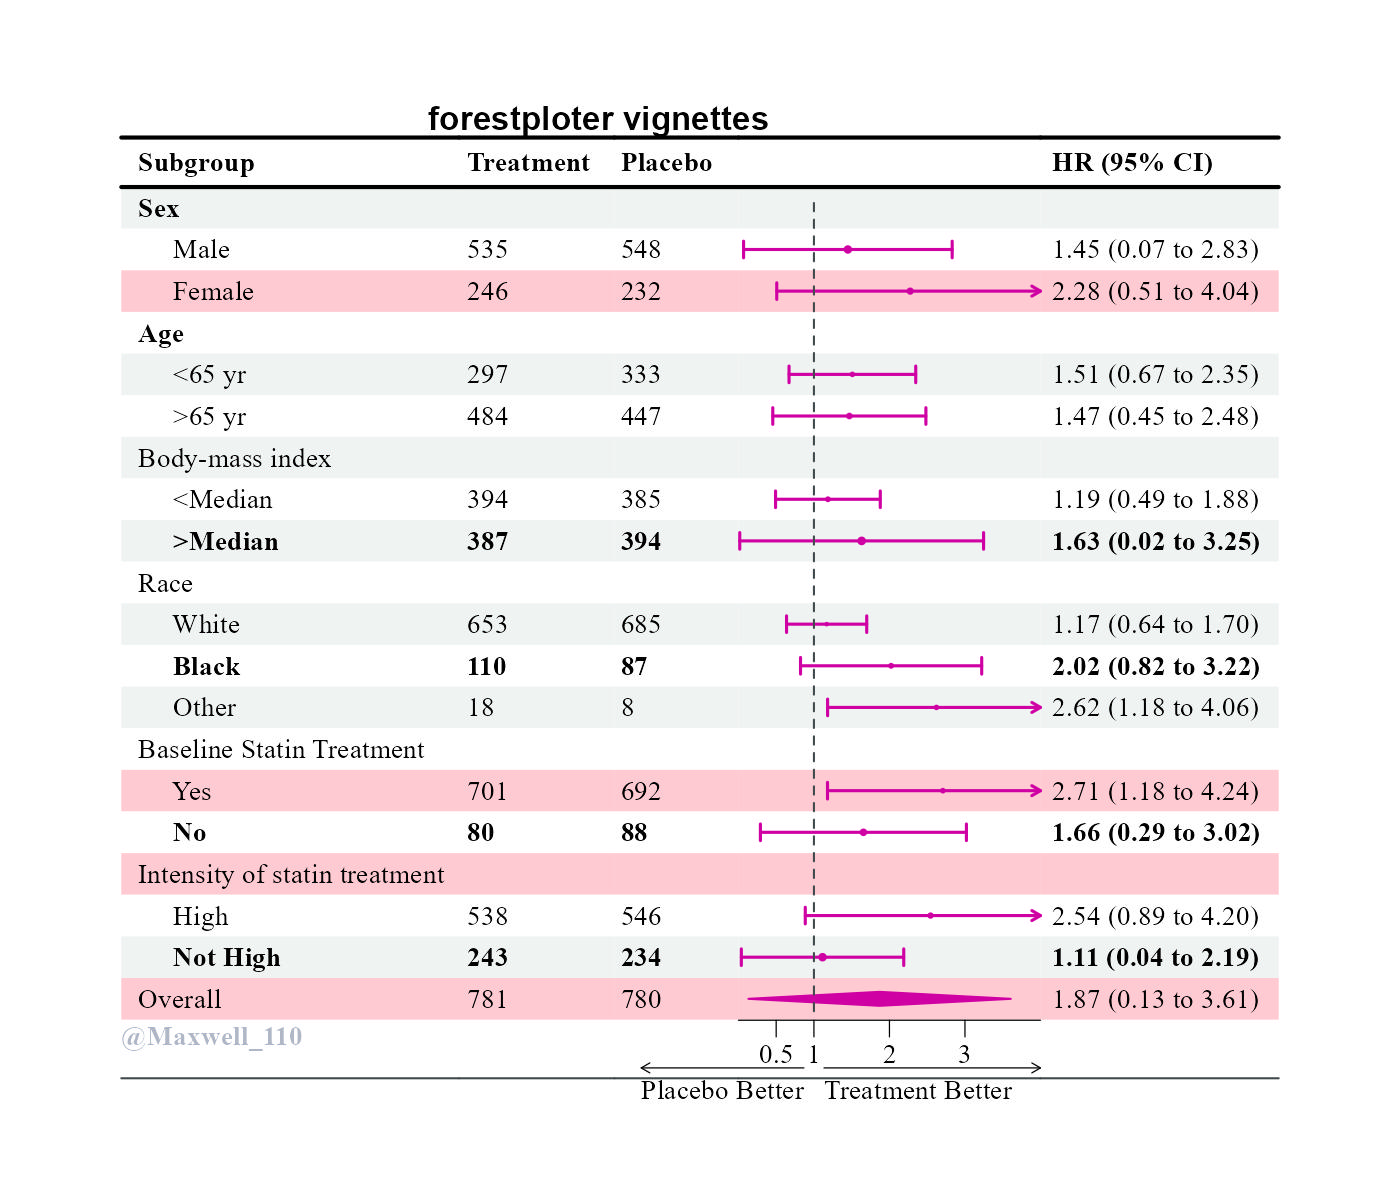 forestploter vignettes
Subgroup Treatment Placebo HR (95% CI)
Sex
Male 535 548 1.45 (0.07 to 2.83)
Female 246 232 2.28 (0.51 to 4.04)
Age
<65 yr 297 333 1.51 (0.67 to 2.35)
>65 yr 484 447 1.47 (0.45 to 2.48)
Body-mass index
<Median 394 385 1.19 (0.49 to 1.88)
>Median 387 394 1.63 (0.02 to 3.25)
Race
White 653 685 1.17 (0.64 to 1.70)
Black 110 87 2.02 (0.82 to 3.22)
Other 18 8 2.62 (1.18 to 4.06)
Baseline Statin Treatment
Yes 701 692 2.71 (1.18 to 4.24)
No 80 88 1.66 (0.29 to 3.02)
Intensity of statin treatment
High 538 546 2.54 (0.89 to 4.20)
Not High 243 234 1.11 (0.04 to 2.19)
Overall 781 780 1.87 (0.13 to 3.61)
@Maxwell_110
0.5 1 2 3
Placebo Better Treatment Better